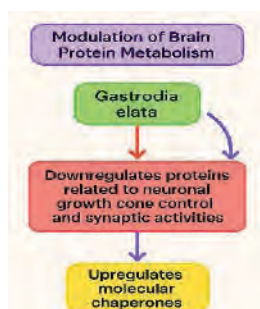 Modulation of Brain
Protein Metabolism
Gastrodia
elata
Downregulates proteins
related to neuronal
growth cone control
and synaptic activities
Upregulates
molecular
chaperones